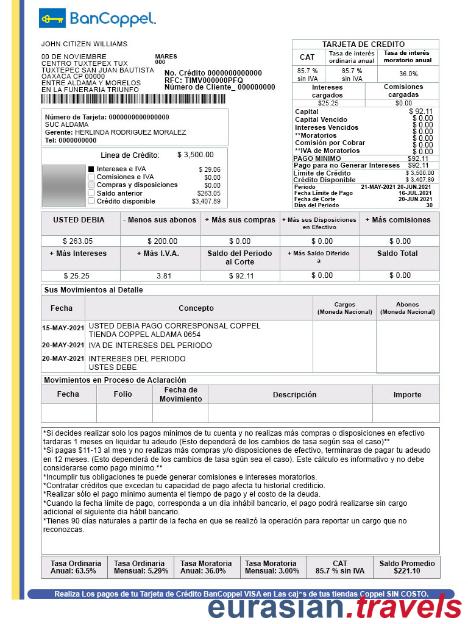 BanCoppel.
JOHN CITIZEN WILLIAMS
00 DE NOVIEMBRE MARES
CENTRO TUXTEPEX TUX 000
TUXTEPEC SAN JUAN BAUTISTA
OAXACA CP 00000
ENTRE ALDAMA Y MORELOS
EN LA FUNERARIA TRIUNFO
No. Crédito 0000000000000
RFC: TIMV000000PFQ
Número de Cliente_ 00000000
Número de Tarjeta: 0000000000000000
SUC ALDAMA
Gerente: HERLINDA RODRIGUEZ MORALEZ
Tel: 0000000000
Linea de Crédito: $ 3,500.00
Intereses e IVA $ 29.06
Comisiones e IVA $0.00
Compras y disposiciones $0.00
Saldo anterior $263.05
Crédito disponible $3,407.89
TARJETA DE CREDITO
CAT Tasa de interés ordinaria anual Tasa de interés moratorio anual
85.7 % sin IVA 85.7 % sin IVA 36.0%
Intereses cargados Comisiones cargadas
$25.25 $0.00
Capital $ 92.11
Capital Vencido $ 0.00
Intereses Vencidos $ 0.00
**Moratorios $ 0.00
Comisión por Cobrar $ 0.00
**IVA de Moratorios $ 0.00
PAGO MINIMO $92.11
Pago para no Generar Intereses $92.11
Límite de Crédito $ 3,500.00
Crédito Disponible $ 3,407.89
Periodo 21-MAY-2021 20-JUN.2021
Fecha Límite de Pago 16-JUL.2021
Fecha de Corte 20-JUN.2021
Días del Periodo 30
USTED DEBIA - Menos sus abonos + Más sus compras + Más sus Disposiciones en Efectivo + Más comisiones
$ 263.05 $ 200.00 $ 0.00 $ 0.00 $ 0.00
+ Más Intereses + Más I.V.A. Saldo del Periodo al Corte + Más Saldo Diferido a Saldo Total
$ 25.25 3.81 $ 92.11 $ 0.00 $ 0.00
Sus Movimientos al Detalle
Fecha Concepto Cargos (Moneda Nacional) Abonos (Moneda Nacional)
15-MAY-2021 USTED DEBIA PAGO CORRESPONSAL COPPEL
TIENDA COPPEL ALDAMA 0654
20-MAY-2021 IVA DE INTERESES DEL PERIODO
20-MAY-2021 INTERESES DEL PERIODO
USTES DEBE
Movimientos en Proceso de Aclaración
Fecha Folio Fecha de Movimiento Descripción Importe
*Si decides realizar solo los pagos minimos de tu cuenta y no realizas más compra o disposiciones en efectivo
tardaras 1 meses en liquidar tu adeudo (Esto dependerá de los cambios de tasa según sea el caso)**
*Si pagas $11-13 al mes y no realizas más compras y/o disposiciones de efectivo, terminaras de pagar tu adeudo
en 12 meses. (Esto dependerá de los cambios de tasa según sea el caso). Este cálculo es informativo y no debe
considerarse como pago minimo.**
*Incumplir tus obligaciones te puede generar comisiones e intereses moratorios.
*Contratar créditos que excedan tu capacidad de pago afecta tu historial crediticio.
*Realizar sólo el pago mínimo aumenta el tiempo de pago y el costo de la deuda.
*Cuando la fecha límite de pago, corresponda a un día inhábil bancario, el pago podrá realizarse sin cargo
adicional el siguiente día hábil bancario.
*Tienes 90 días naturales a partir de la fecha en que se realizó la operación para reportar un cargo que no
reconozcas.
Tasa Ordinaria Anual: 63.5% Tasa Ordinaria Mensual: 5.29% Tasa Moratoria Anual: 36.0% Tasa Moratoria Mensual: 3.00% CAT 85.7 % sin IVA Saldo Promedio $221.10
Realiza Los pagos de tu Tarjeta de Crédito BanCoppel VISA en Las cajas de tus tiendas Coppel SIN COSTO.
eurasian.travels